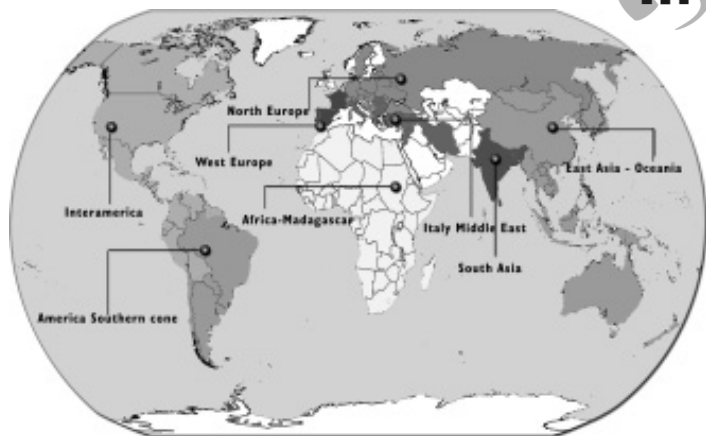 North Europe
West Europe
East Asia - Oceania
Interamerica
Africa-Madagascar
Italy Middle East
South Asia
America Southern cone